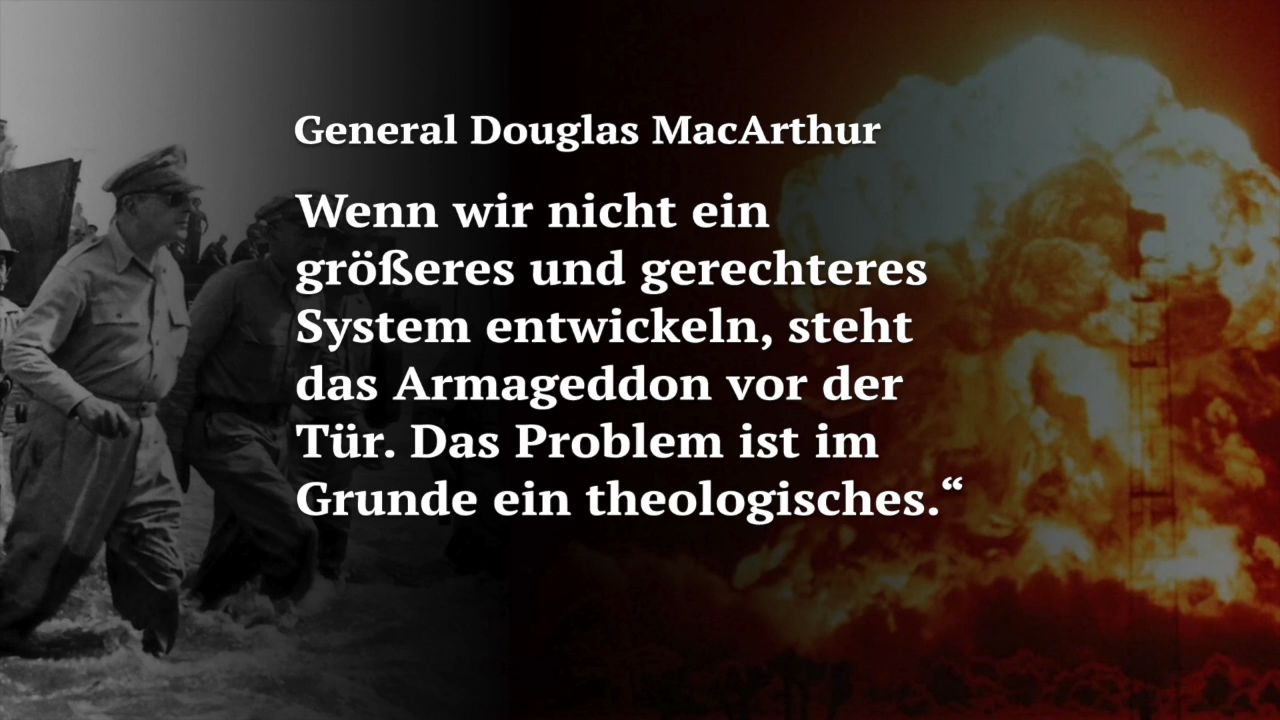 General Douglas MacArthur
Wenn wir nicht ein
größeres und gerechteres
System entwickeln, steht
das Armageddon vor der
Tür. Das Problem ist im
Grunde ein theologisches.“